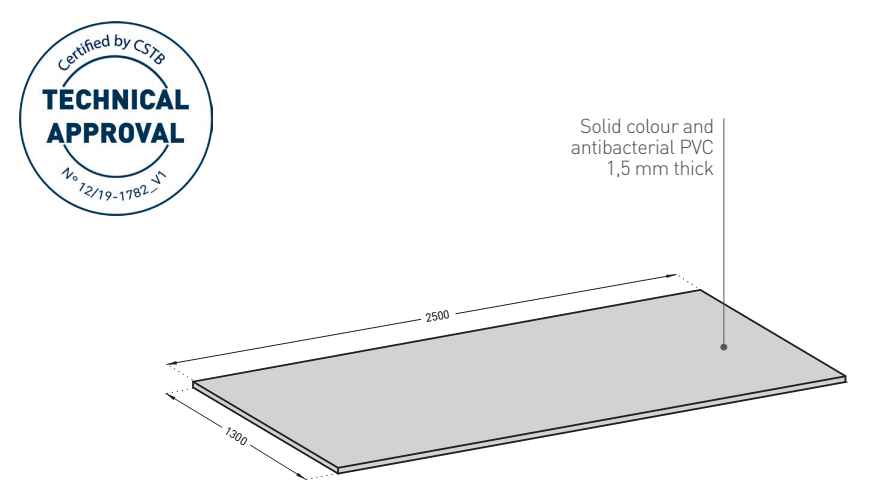 Certified by CSTB
TECHNICAL
APPROVAL
N° 12/19-1782_V1
Solid colour and
antibacterial PVC
1,5 mm thick
2500
1300